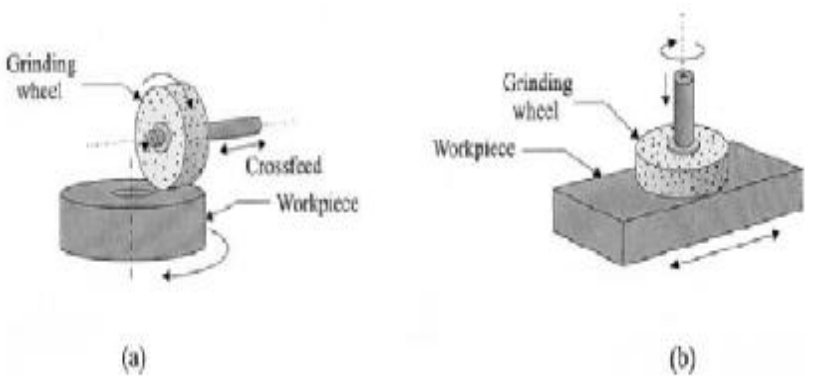 Grinding
wheel
Crossfeed
Workpiece
(a)
Grinding
wheel
Workpiece
(b)